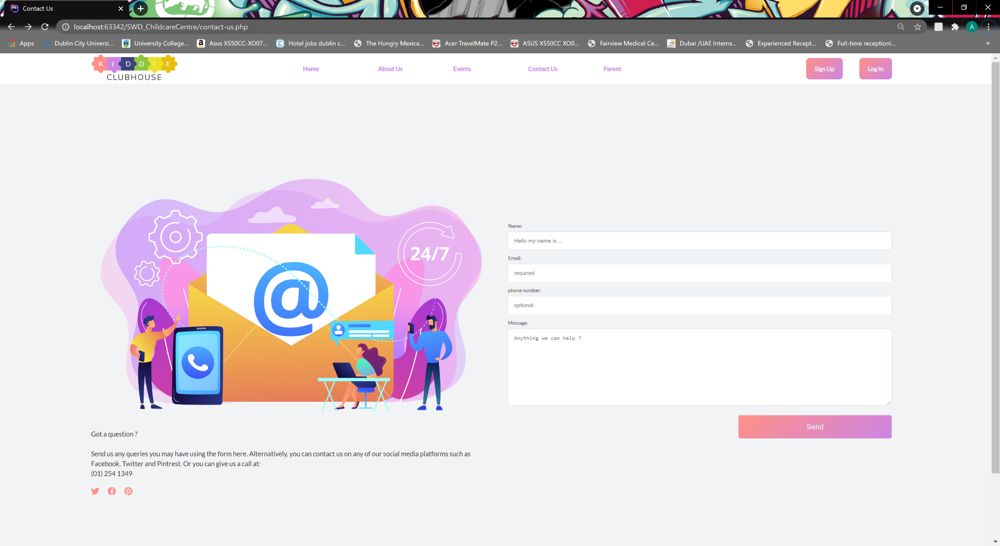 Contact Us
localhost:63342/SWD_ChildcareCentre/contact-us.php
A
Apps
Dublin City Universi...
University College...
Asus X550CC-XO07...
Hotel jobs dublin c...
The Hungry Mexica...
Acer TravelMate P2...
ASUS X550CC XO0...
Fairview Medical Ce...
Dubai /UAE Interns...
Experienced Recept...
Full-time receptioni...
»
KIDDIE
CLUBHOUSE
Home
About Us
Events
Contact Us
Parent
Sign Up
Log In
24/7
@
Name:
Hello my name is ...
Email:
required
phone number:
optional
Message
Anything we can help ?
Send
Got a question ?
Send us any queries you may have using the form here. Alternatively, you can contact us on any of our social media platforms such as
Facebook, Twitter and Pintrest. Or you can give us a call at:
(01) 254 1349